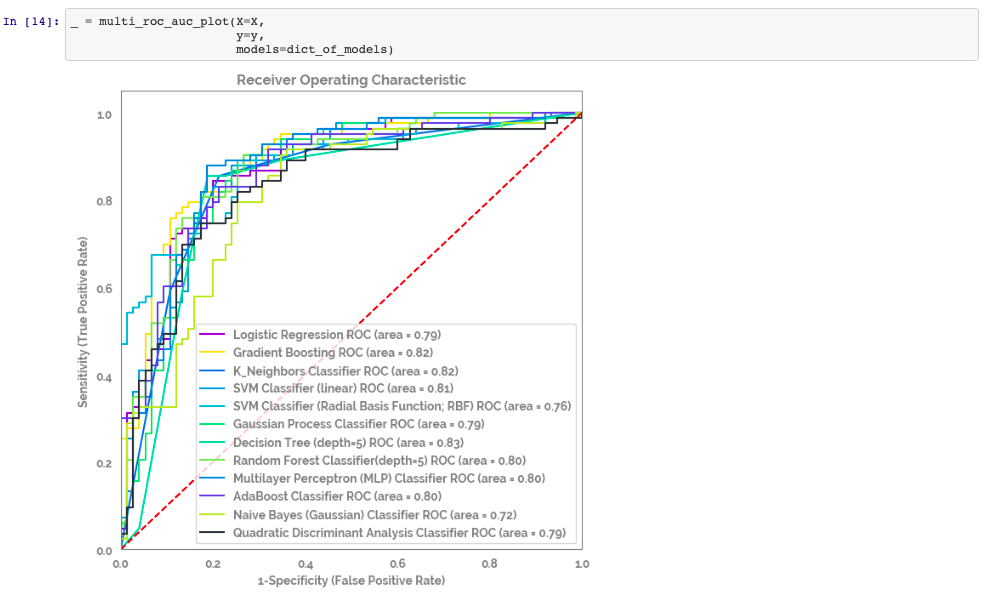 In [14]: _ = multi_roc_auc_plot(X=X,
y=y,
models=dict_of_models)
Receiver Operating Characteristic
1.0
0.8
0.6
0.4
0.2
0.0
Sensitivity (True Positive Rate)
Logistic Regression ROC (area = 0.79)
Gradient Boosting ROC (area = 0.82)
K_Neighbors Classifier ROC (area = 0.82)
SVM Classifier (linear) ROC (area = 0.81)
SVM Classifier (Radial Basis Function; RBF) ROC (area = 0.76)
Gaussian Process Classifier ROC (area = 0.79)
Decision Tree (depth=5) ROC (area = 0.83)
Random Forest Classifier(depth=5) ROC (area = 0.80)
Multilayer Perceptron (MLP) Classifier ROC (area = 0.80)
AdaBoost Classifier ROC (area = 0.80)
Naive Bayes (Gaussian) Classifier ROC (area = 0.72)
Quadratic Discriminant Analysis Classifier ROC (area = 0.79)
0.0 0.2 0.4 0.6 0.8 1.0
1-Specificity (False Positive Rate)